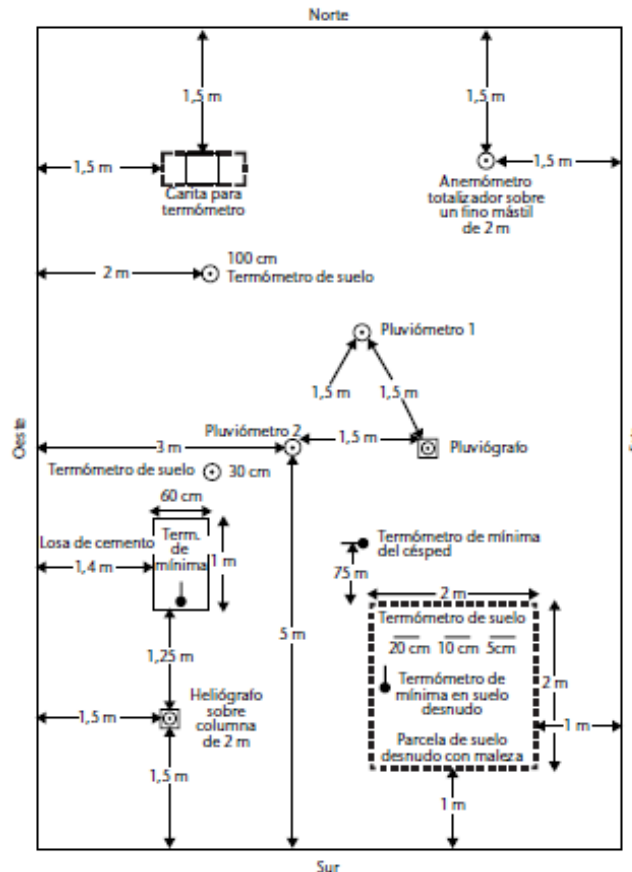 Norte
1,5 m
1,5 m
1,5 m
1,5 m
Garita para
termómetro
Anemómetro
totalizador sobre
un fino mástil
de 2 m
2 m
100 cm
Termómetro de suelo
Pluviómetro 1
1,5 m
1,5 m
Oeste
Pluviómetro 2
3 m
1,5 m
Pluviógrafo
Termómetro de suelo
30 cm
60 cm
Losa de cemento
Term.
de
mínima
1 m
1,4 m
Termómetro de mínima
del césped
75 m
2 m
Termómetro de suelo
20 cm 10 cm 5cm
5 m
1,25 m
Termómetro de
mínima en suelo
desnudo
2 m
Heliógrafo
sobre
columna
de 2 m
1,5 m
1 m
Parcela de suelo
desnudo con maleza
1,5 m
1 m
Sur